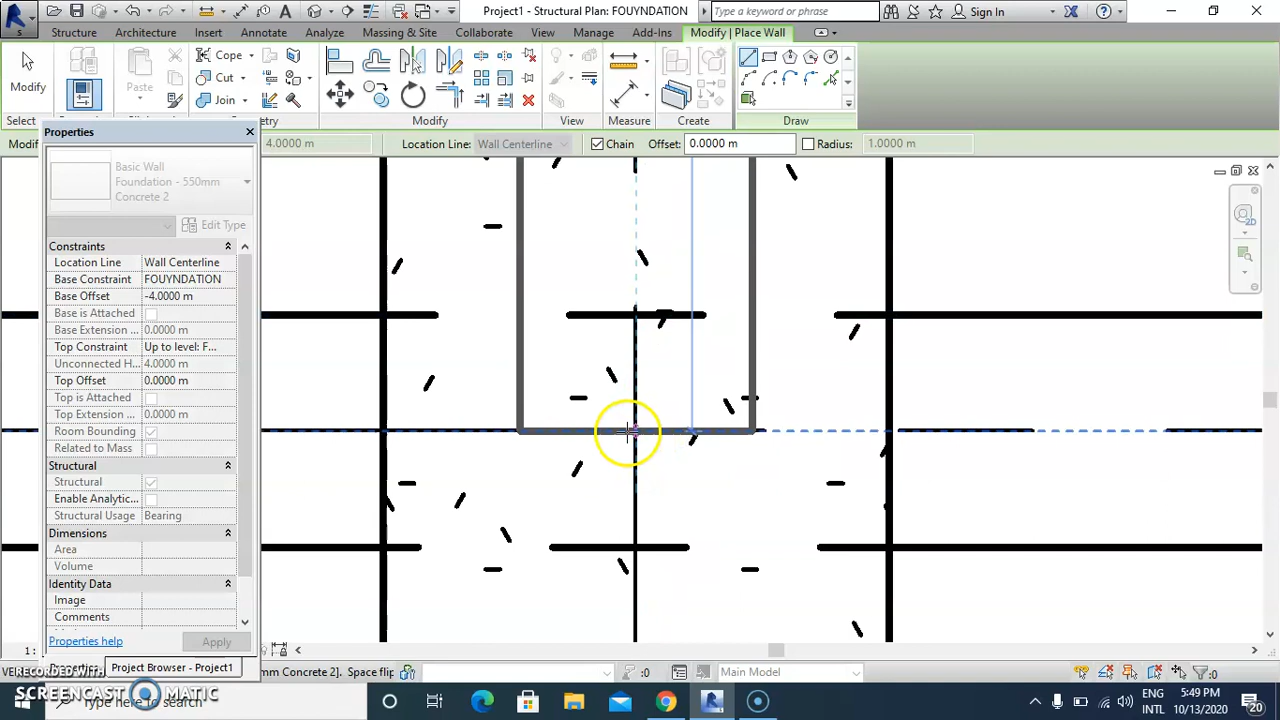 Project1 - Structural Plan: FOUYNDATION
Type a keyword or phrase
Sign In
s
Structure
Architecture
Insert
Annotate
Analyze
Massing & Site
Collaborate
View
Manage
Add-Ins
Modify | Place Wall
Modify
Paste
Cope
Cut
Join
Select
Modify
View
Measure
Create
Draw
Modif
4.0000 m
Location Line:
Wall Centerline
Chain
Offset:
0.0000 m
Radius:
1.0000 m
Properties
Basic Wall
Foundation - 550mm
Concrete 2
Edit Type
Constraints
Location Line Wall Centerline
Base Constraint FOUYNDATION
Base Offset -4.0000 m
Base is Attached
Base Extension ... 0.0000 m
Top Constraint Up to level: F...
Unconnected H... 4.0000 m
Top Offset 0.0000 m
Top is Attached
Top Extension ... 0.0000 m
Room Bounding
Related to Mass
Structural
Structural
Enable Analytic...
Structural Usage Bearing
Dimensions
Area
Volume
Identity Data
Image
Comments
Properties help
Apply
Project Browser - Project1
1 :
mm Concrete 2]. Space flip
:0
Main Model
:0
RECORDED WITH
SCREENCAST MATIC
Type here to search
2D
ENG
INTL
5:49 PM
10/13/2020
20